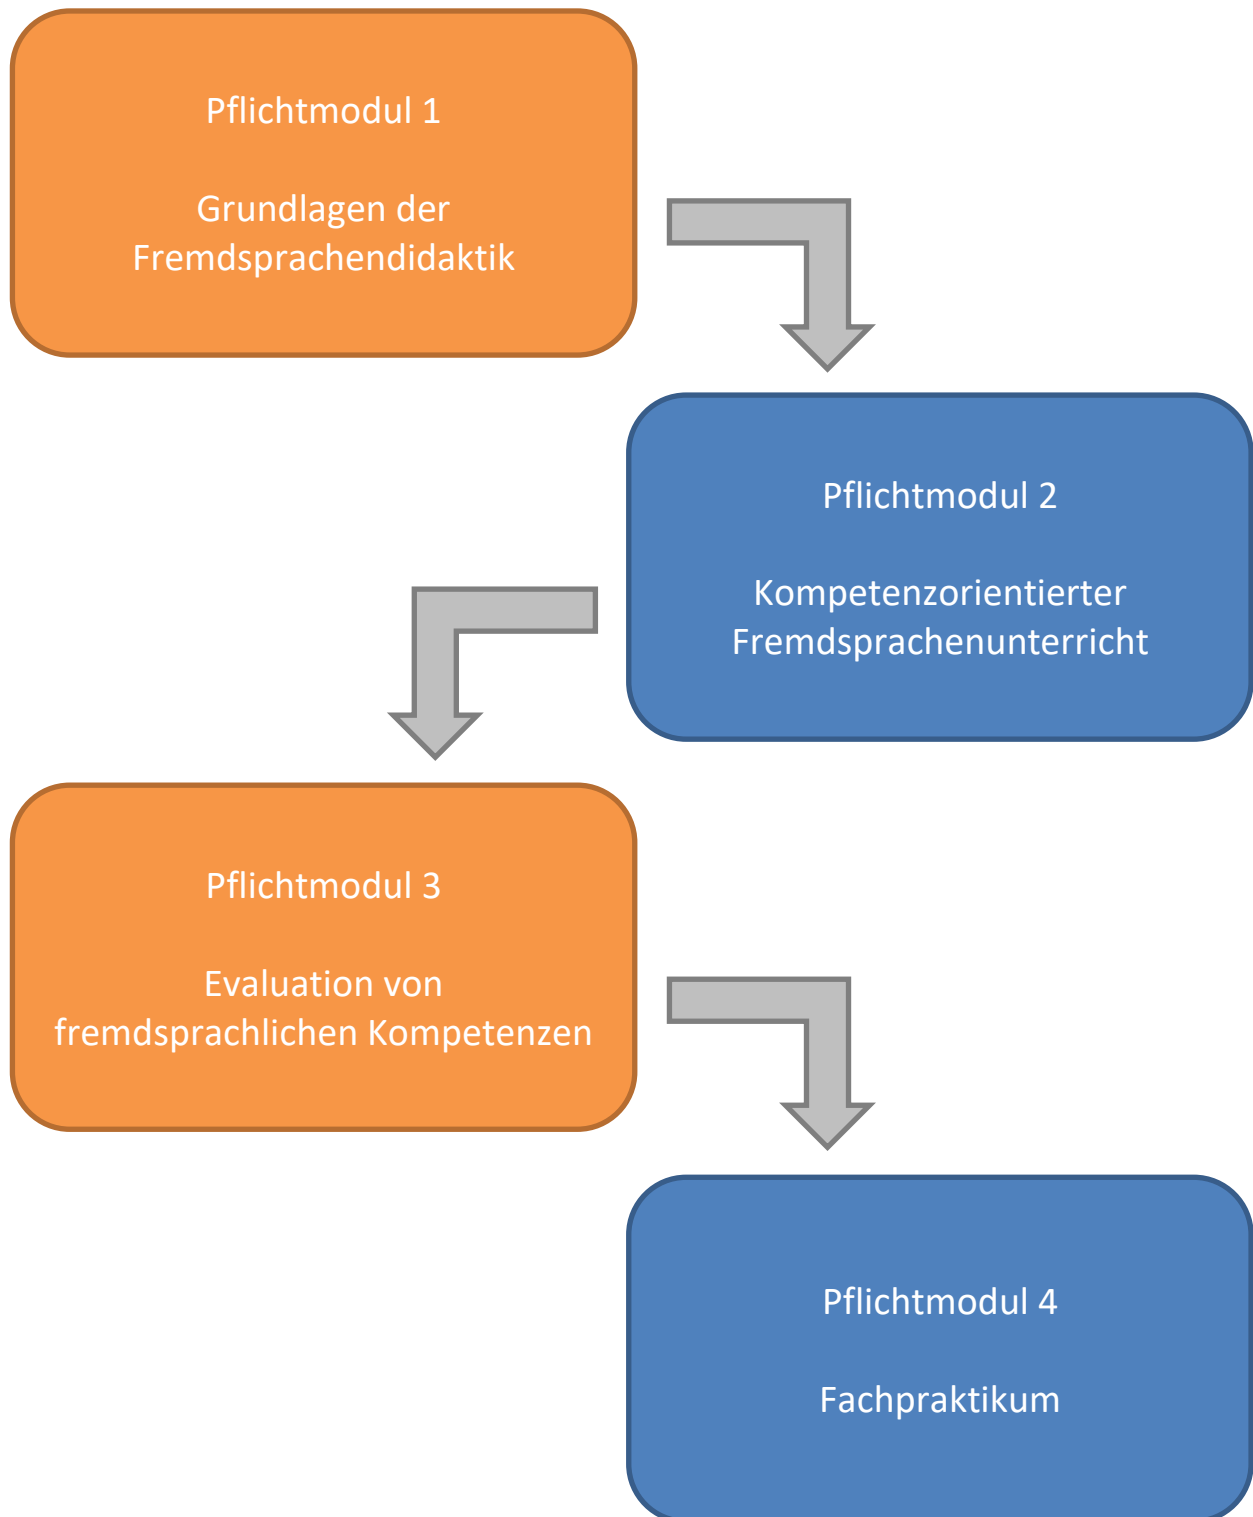 Pflichtmodul 1
Grundlagen der
Fremdsprachendidaktik
Pflichtmodul 2
Kompetenzorientierter
Fremdsprachenunterricht
Pflichtmodul 3
Evaluation von
fremdsprachlichen Kompetenzen
Pflichtmodul 4
Fachpraktikum